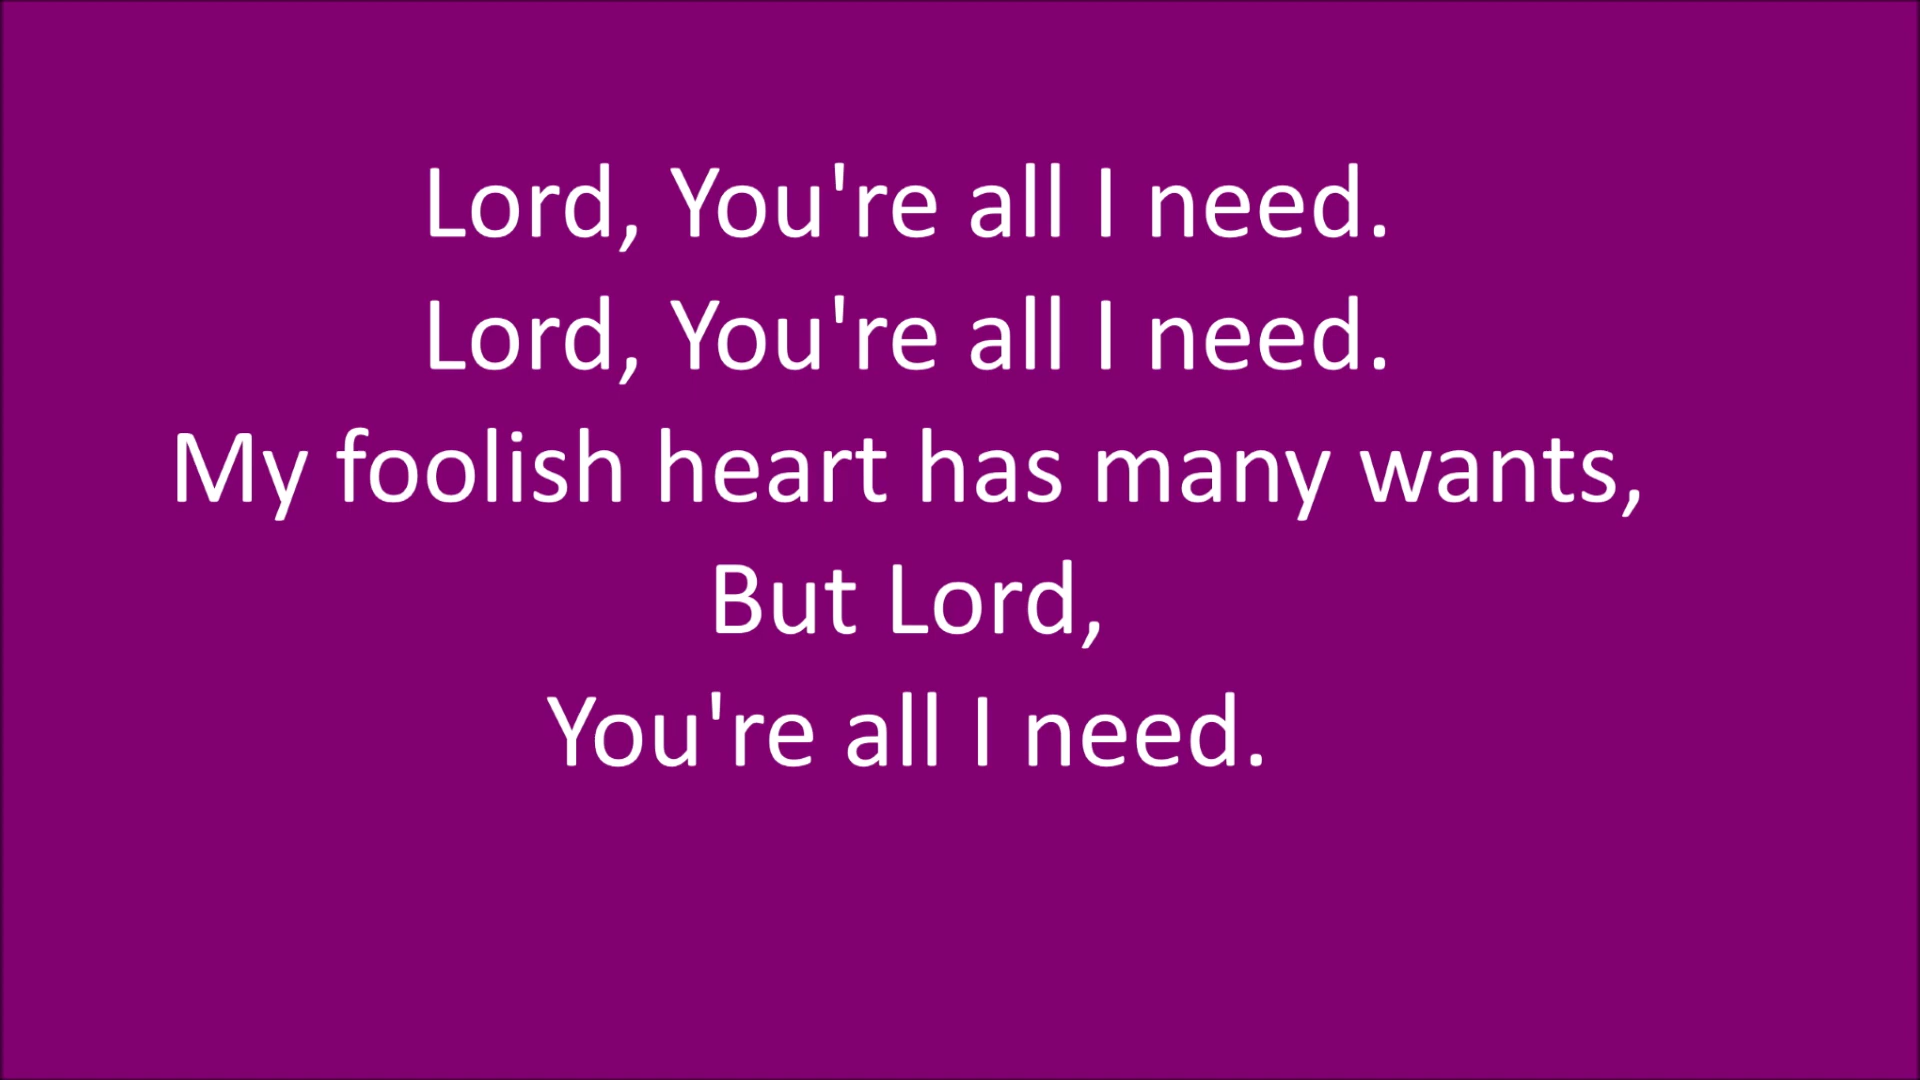 Lord, You're all I need.
Lord, You're all I need.
My foolish heart has many wants,
But Lord,
You're all I need.